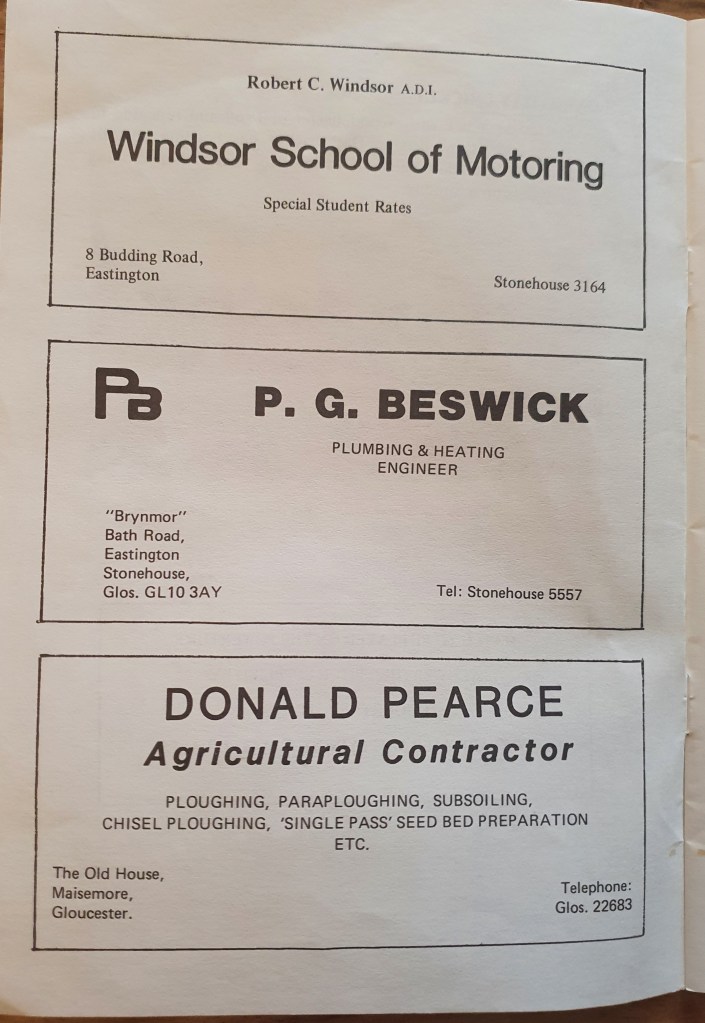 Robert C. Windsor A.D.I.
Windsor School of Motoring
Special Student Rates
8 Budding Road,
Eastington
Stonehouse 3164
PB
P. G. BESWICK
PLUMBING & HEATING
ENGINEER
"Brynmor"
Bath Road,
Eastington
Stonehouse,
Glos. GL10 3AY
Tel: Stonehouse 5557
DONALD PEARCE
Agricultural Contractor
PLOUGHING, PARAPLOUGHING, SUBSOILING,
CHISEL PLOUGHING, 'SINGLE PASS' SEED BED PREPARATION
ETC.
The Old House,
Maisemore,
Gloucester.
Telephone:
Glos. 22683